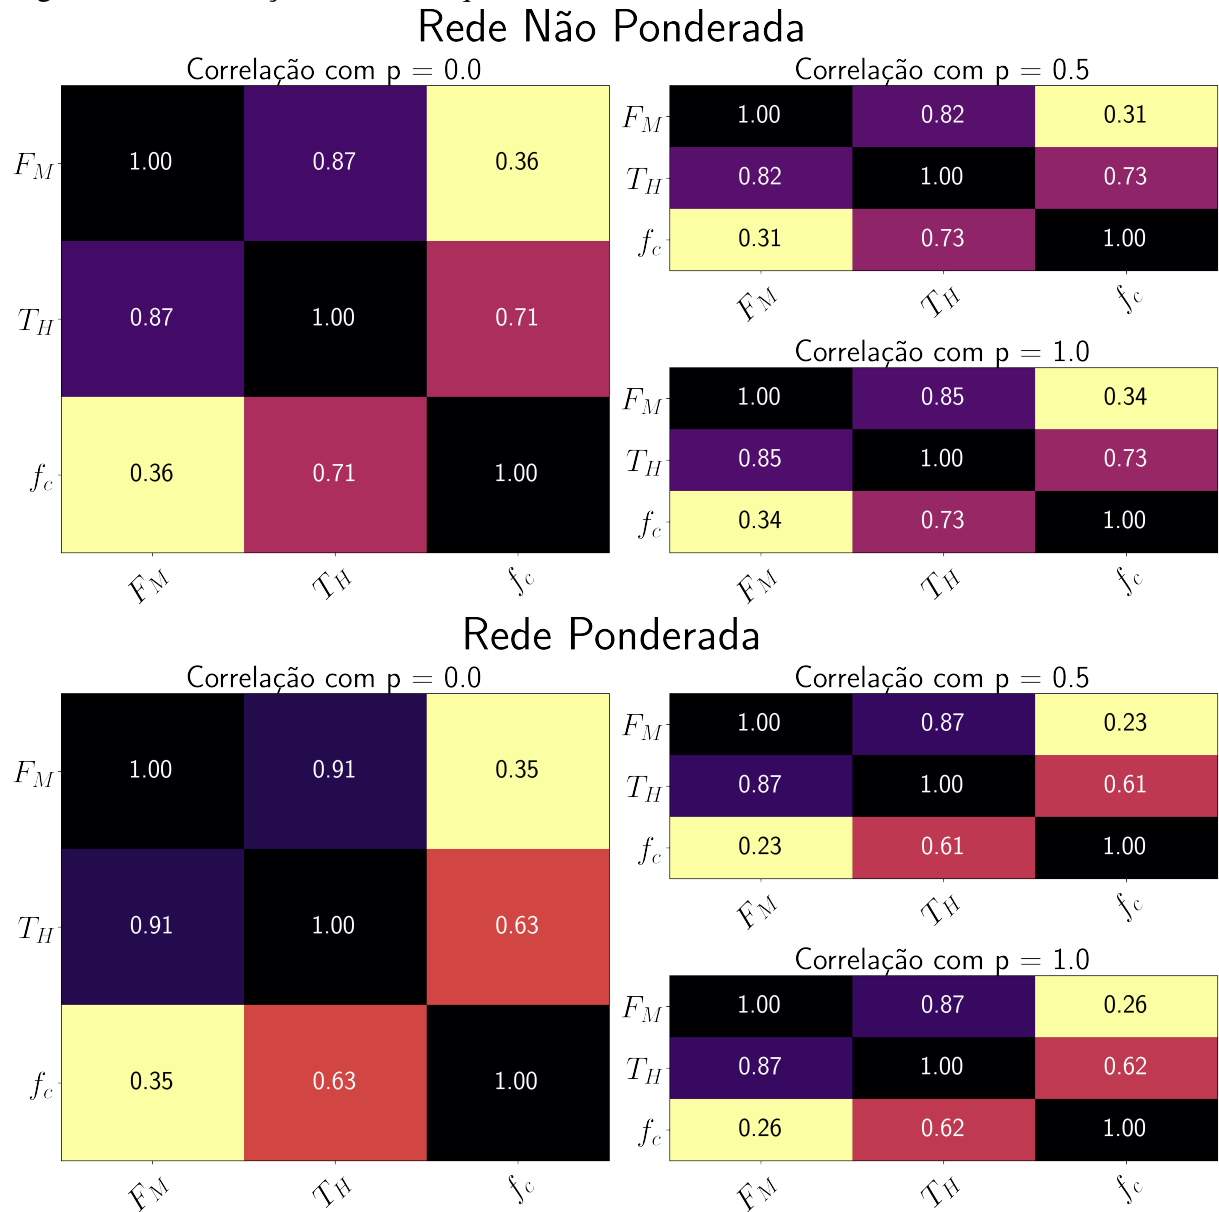 Rede Não Ponderada
Correlação com p = 0.0
F_M 1.00 0.87 0.36
T_H 0.87 1.00 0.71
f_c 0.36 0.71 1.00
F_M T_H f_c
Correlação com p = 0.5
F_M 1.00 0.82 0.31
T_H 0.82 1.00 0.73
f_c 0.31 0.73 1.00
F_M T_H f_c
Correlação com p = 1.0
F_M 1.00 0.85 0.34
T_H 0.85 1.00 0.73
f_c 0.34 0.73 1.00
F_M T_H f_c
Rede Ponderada
Correlação com p = 0.0
F_M 1.00 0.91 0.35
T_H 0.91 1.00 0.63
f_c 0.35 0.63 1.00
F_M T_H f_c
Correlação com p = 0.5
F_M 1.00 0.87 0.23
T_H 0.87 1.00 0.61
f_c 0.23 0.61 1.00
F_M T_H f_c
Correlação com p = 1.0
F_M 1.00 0.87 0.26
T_H 0.87 1.00 0.62
f_c 0.26 0.62 1.00
F_M T_H f_c